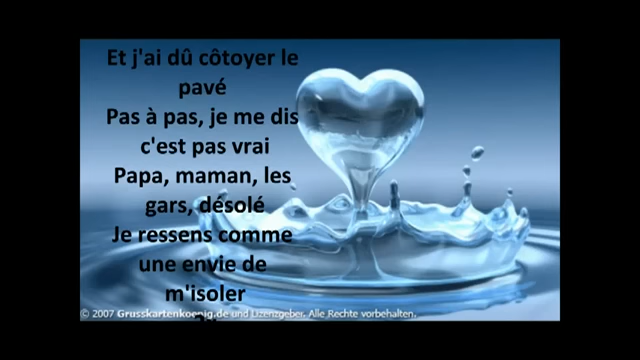 Et j'ai dû côtoyer le
pavé
Pas à pas, je me dis
c'est pas vrai
Papa, maman, les
gars, désolé
Je ressens comme
une envie de
m'isoler
© 2007 Grusskartenkoenig.de und Lizenzgeber. Alle Rechte vorbehalten.